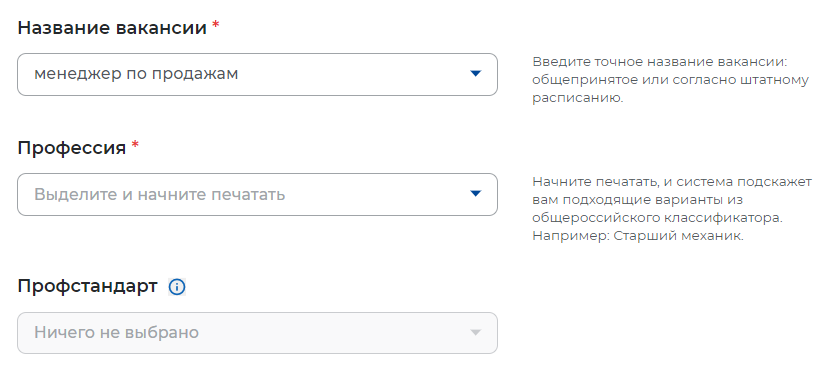 Название вакансии *
менеджер по продажам
Введите точное название вакансии:
общепринятое или согласно штатному
расписанию.
Профессия *
Выделите и начните печатать
Начните печатать, и система подскажет
вам подходящие варианты из
общероссийского классификатора.
Например: Старший механик.
Профстандарт
Ничего не выбрано